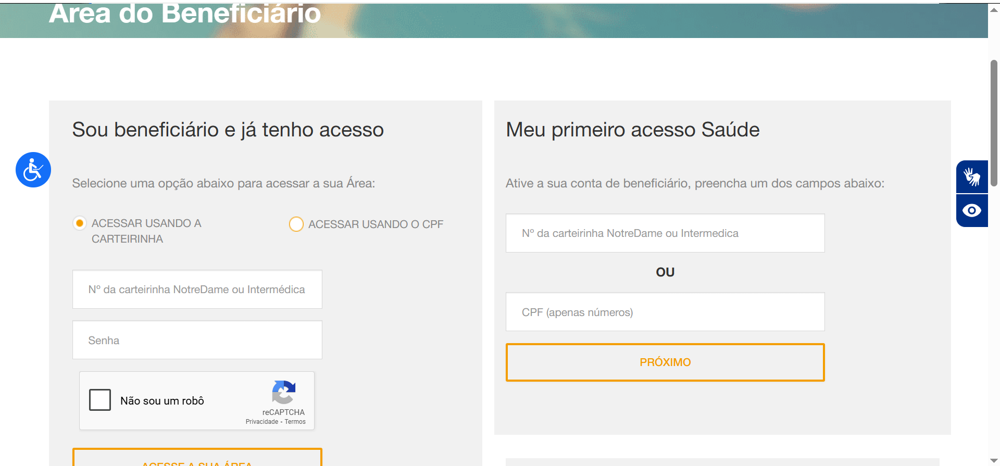 Área do Beneficiário
Sou beneficiário e já tenho acesso
Selecione uma opção abaixo para acessar a sua Área:
ACESSAR USANDO A
CARTEIRINHA
ACESSAR USANDO O CPF
Nº da carteirinha NotreDame ou Intermédica
Senha
Não sou um robô
reCAPTCHA
Privacidade - Termos
ACESSE A SUA ÁREA
Meu primeiro acesso Saúde
Ative a sua conta de beneficiário, preencha um dos campos abaixo:
Nº da carteirinha NotreDame ou Intermedica
OU
CPF (apenas números)
PRÓXIMO